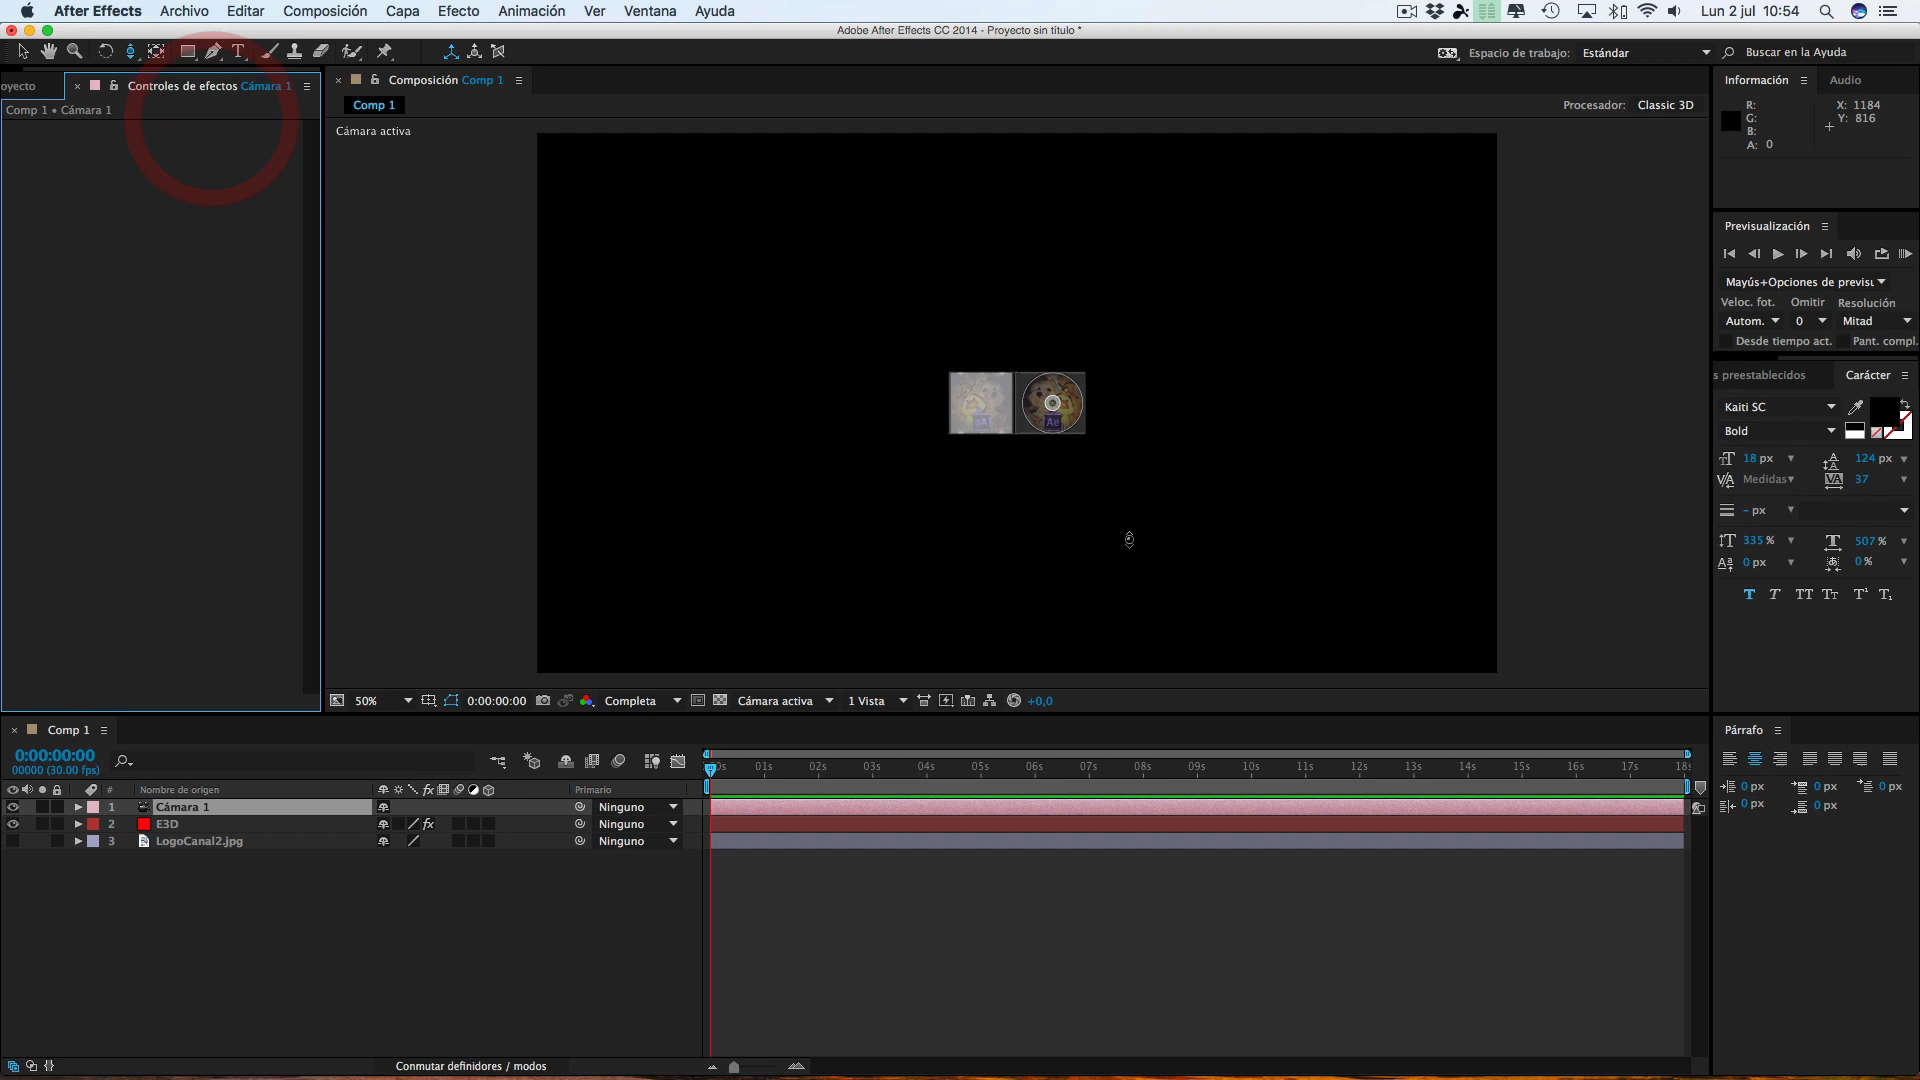 After Effects Archivo Editar Composición Capa Efecto Animación Ver Ventana Ayuda Lun 2 jul 10:54
Adobe After Effects CC 2014 - Proyecto sin título *
Espacio de trabajo: Estándar Buscar en la Ayuda
oyecto Controles de efectos Cámara 1
Comp 1 • Cámara 1
Composición Comp 1
Comp 1
Procesador: Classic 3D
Cámara activa
Ae
50% 0:00:00:00 Completa Cámara activa 1 Vista +0,0
Información Audio
R: X: 1184
G: Y: 816
B:
A: 0
Previsualización
Mayús+Opciones de previsu
Veloc. fot. Omitir Resolución
Autom. 0 Mitad
Desde tiempo act. Pant. compl.
s preestablecidos Carácter
Kaiti SC
Bold
18 px 124 px
Medidas 37
- px
335 % 507 %
0 px 0 %
T T TT Tт T¹ T₁
Párrafo
0 px 0 px 0 px
0 px 0 px
Comp 1
0:00:00:00
00000 (30.00 fps)
0s 01s 02s 03s 04s 05s 06s 07s 08s 09s 10s 11s 12s 13s 14s 15s 16s 17s 18s
# Nombre de origen fx Primario
1 Cámara 1 Ninguno
2 E3D fx Ninguno
3 LogoCanal2.jpg Ninguno
Conmutar definidores / modos